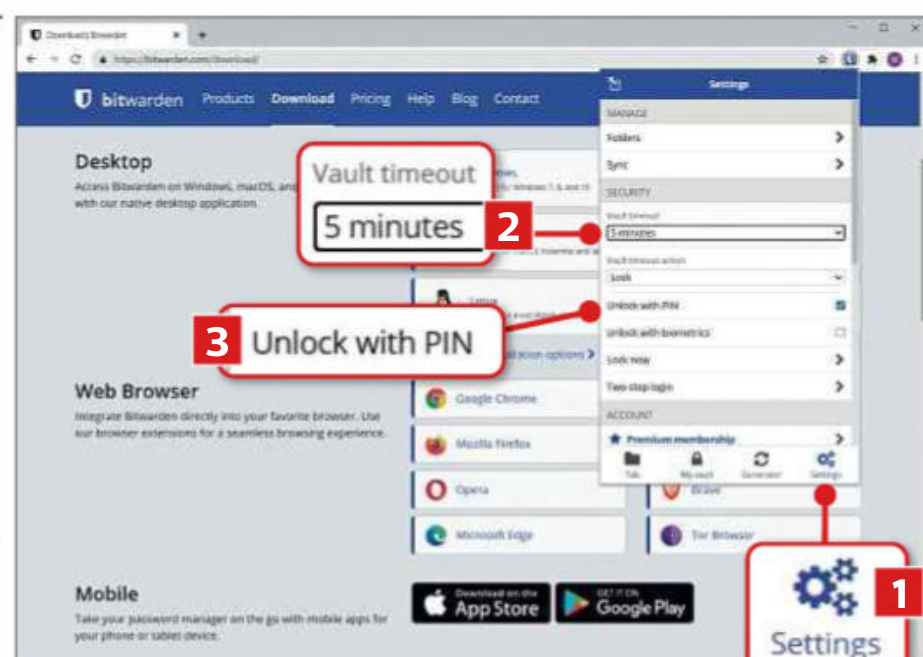 Download | Bitwarden
https://bitwarden.com/download/
bitwarden Products Download Pricing Help Blog Contact
Desktop
Access Bitwarden on Windows, macOS, and
with our native desktop application.
Web Browser
Integrate Bitwarden directly into your favorite browser. Use
our browser extensions for a seamless browsing experience.
Google Chrome
Mozilla Firefox
Opera
Brave
Microsoft Edge
Tor Browser
Mobile
Take your password manager on the go with mobile apps for
your phone or tablet device.
Download on the
App Store
GET IT ON
Google Play
Settings
MANAGE
Folders
Sync
SECURITY
Vault timeout
5 minutes
Vault timeout action
Lock
Unlock with PIN
Unlock with biometrics
Lock now
Two-step login
ACCOUNT
Premium membership
Tab
My vault
Generator
Settings
Vault timeout
5 minutes
2
3
Unlock with PIN
1
Settings